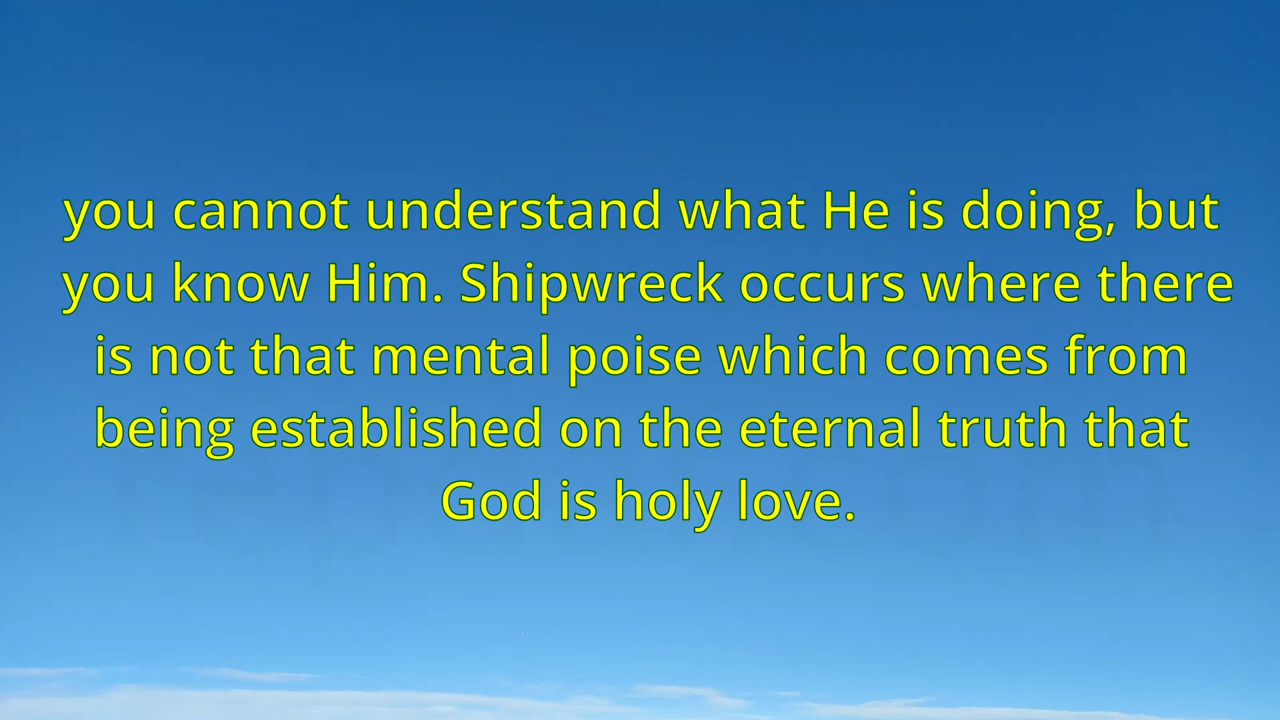 you cannot understand what He is doing, but
you know Him. Shipwreck occurs where there
is not that mental poise which comes from
being established on the eternal truth that
God is holy love.